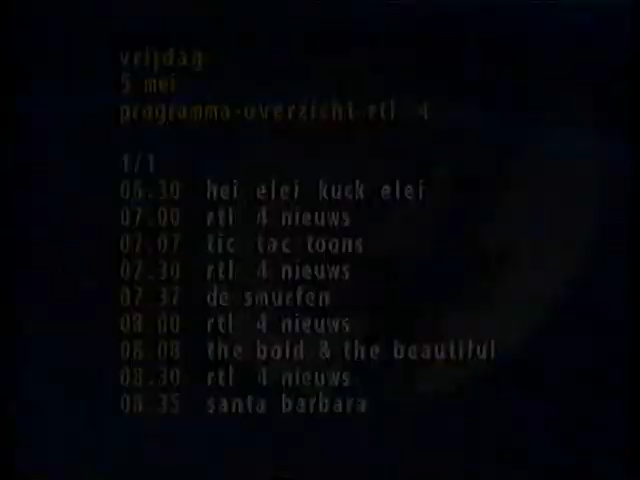 vrijdag
5 mei
programma-overzicht rtl 4
1/1
06.30 hei elei kuck elei
07.00 rtl 4 nieuws
07.07 tic tac toons
07.30 rtl 4 nieuws
07.37 de smurfen
08.00 rtl 4 nieuws
08.08 the bold & the beautiful
08.30 rtl 4 nieuws
08.35 santa barbara